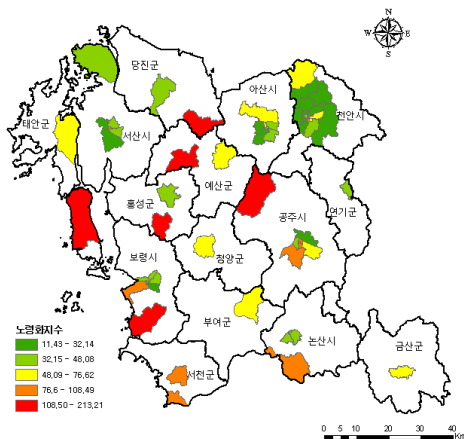 N
W E
S
당진군
아산시
천안시
태안군
서산시
예산군
홍성군
공주시
연기군
보령시
청양군
부여군
논산시
금산군
서천군
노령화지수
11,43 - 32,14
32,15 - 48,08
48,09 - 76,62
76,6 - 108,49
108,50 - 213,21
0 5 10 20 30 40
Km